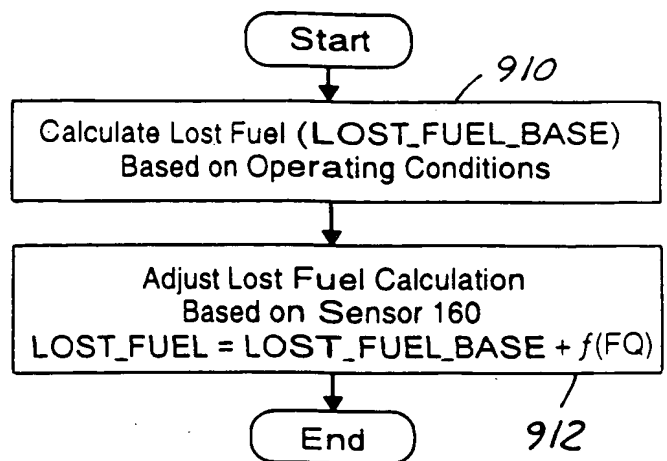 Start
910
Calculate Lost Fuel (LOST_FUEL_BASE)
Based on Operating Conditions
Adjust Lost Fuel Calculation
Based on Sensor 160
LOST_FUEL = LOST_FUEL_BASE + f(FQ)
End
912